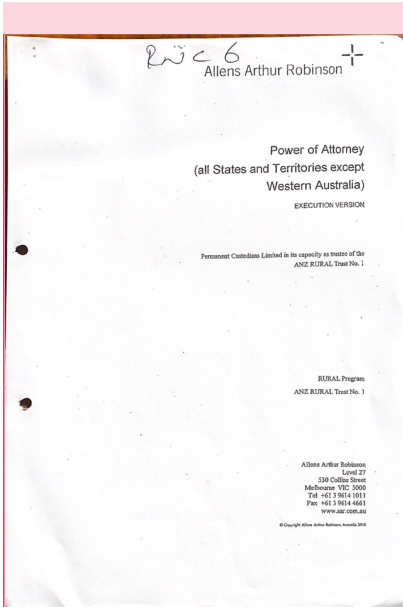 RWC 6
Allens Arthur Robinson
Power of Attorney
(all States and Territories except
Western Australia)
EXECUTION VERSION
Permanent Custodians Limited in its capacity as trustee of the
ANZ RURAL Trust No. 1
RURAL Program
ANZ RURAL Trust No. 1
Allens Arthur Robinson
Level 27
530 Collins Street
Melbourne VIC 3000
Tel +61 3 9614 1011
Fax +61 3 9614 4661
www.aar.com.au
© Copyright Allens Arthur Robinson, Australia 2010